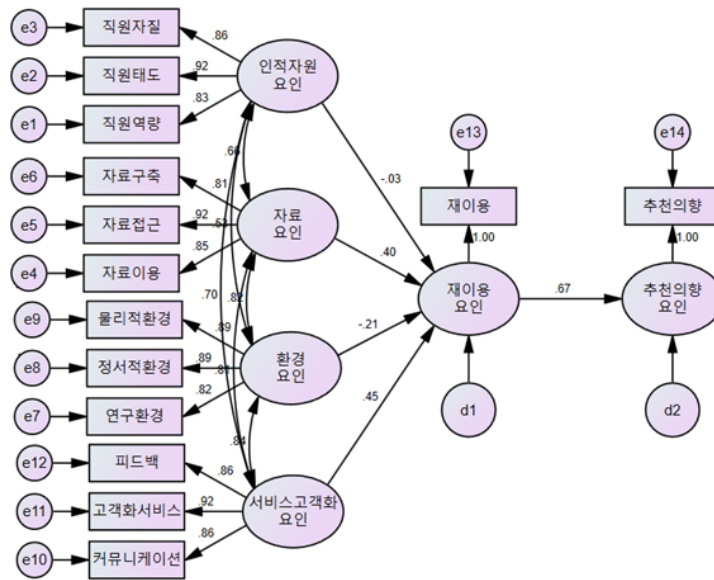 e3
직원자질
.86
e2
직원태도
.92
인적자원
요인
e1
직원역량
.83
e13
e14
.66
-.03
e6
자료구축
.81
재이용
추천의향
e5
자료접근
.92
.53
자료
요인
1.00
1.00
e4
자료이용
.85
.40
.70
.82
재이용
요인
.67
추천의향
요인
e9
물리적환경
.89
-.21
e8
정서적환경
.89
환경
요인
e7
연구환경
.82
.45
d1
d2
.84
e12
피드백
.86
e11
고객화서비스
.92
서비스고객화
요인
e10
커뮤니케이션
.86